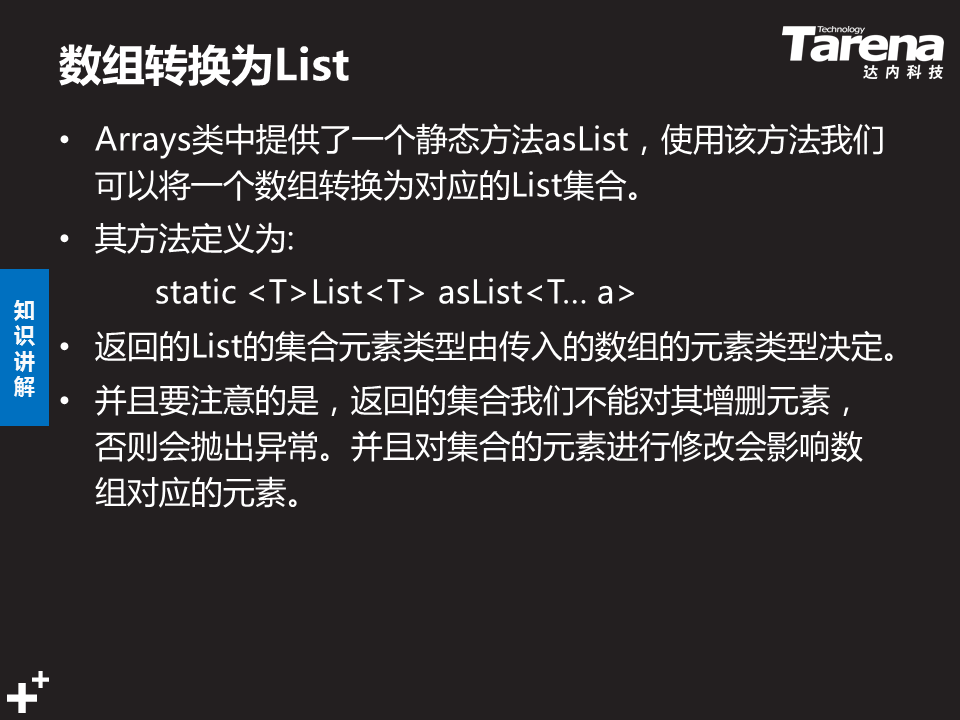 数组转换为List
Technology
Tarena
达内科技
• Arrays类中提供了一个静态方法asList，使用该方法我们
可以将一个数组转换为对应的List集合。
• 其方法定义为:
static <T>List<T> asList<T… a>
• 返回的List的集合元素类型由传入的数组的元素类型决定。
• 并且要注意的是，返回的集合我们不能对其增删元素，
否则会抛出异常。并且对集合的元素进行修改会影响数
组对应的元素。
知
识
讲
解